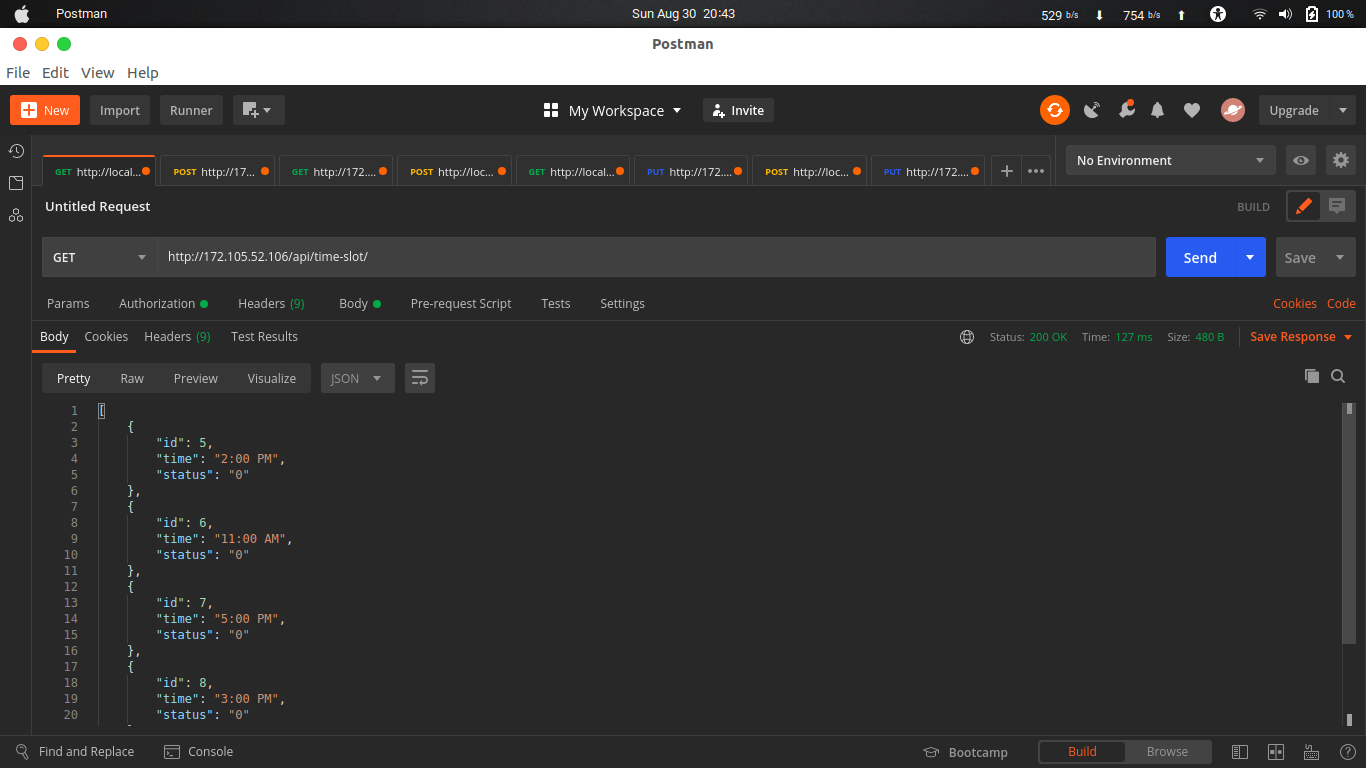 Postman
Sun Aug 30 20:43
529 b/s 754 b/s 100 %
Postman
File Edit View Help
New Import Runner My Workspace Invite Upgrade
GET http://local... POST http://17... GET http://172.... POST http://loc... GET http://local... PUT http://172.... POST http://loc... PUT http://172.... No Environment
Untitled Request BUILD
GET http://172.105.52.106/api/time-slot/ Send Save
Params Authorization Headers (9) Body Pre-request Script Tests Settings Cookies Code
Body Cookies Headers (9) Test Results Status: 200 OK Time: 127 ms Size: 480 B Save Response
Pretty Raw Preview Visualize JSON
1 [
2 {
3 "id": 5,
4 "time": "2:00 PM",
5 "status": "0"
6 },
7 {
8 "id": 6,
9 "time": "11:00 AM",
10 "status": "0"
11 },
12 {
13 "id": 7,
14 "time": "5:00 PM",
15 "status": "0"
16 },
17 {
18 "id": 8,
19 "time": "3:00 PM",
20 "status": "0"
Find and Replace Console Bootcamp Build Browse